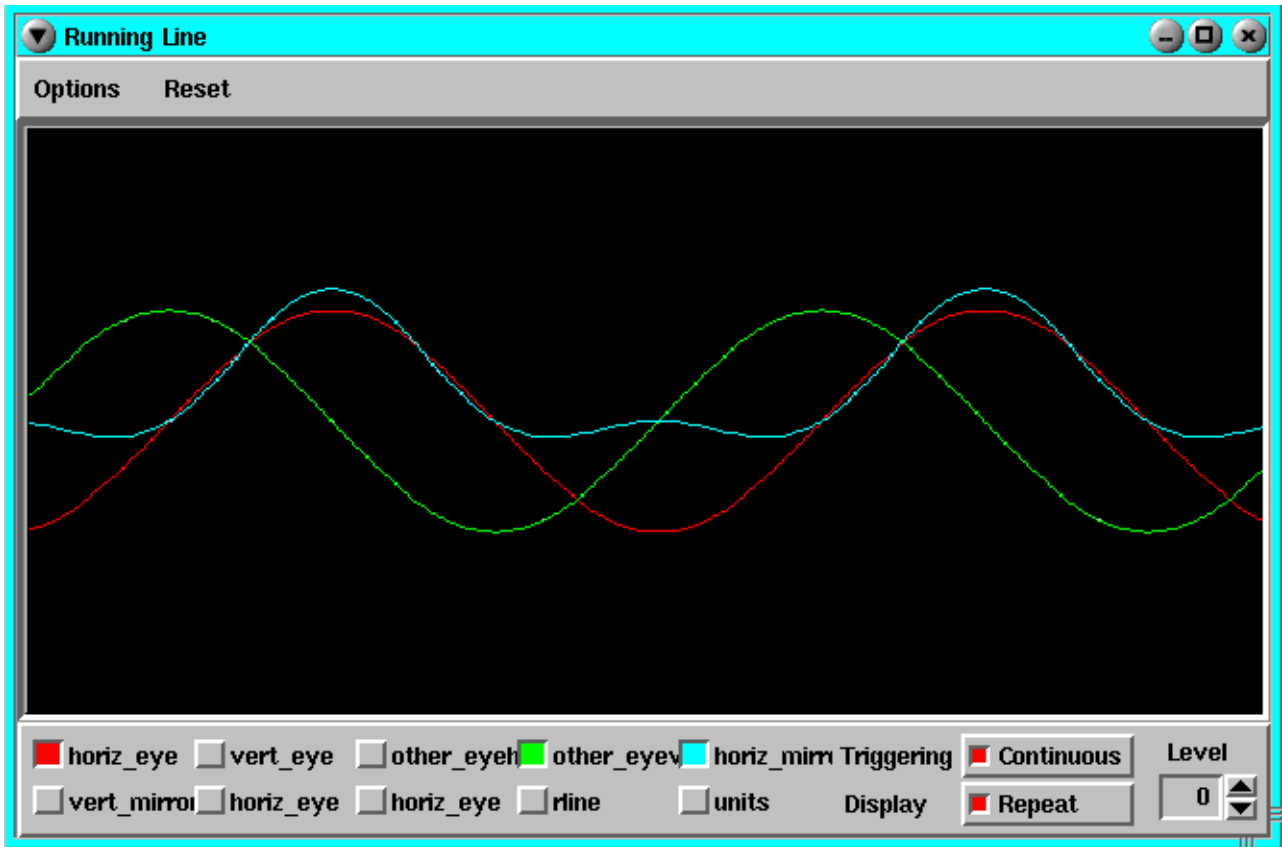 Running Line
Options Reset
horiz_eye vert_eye other_eyeh other_eyev horiz_mirr Triggering Continuous Level
vert_mirror horiz_eye horiz_eye rline units Display Repeat 0